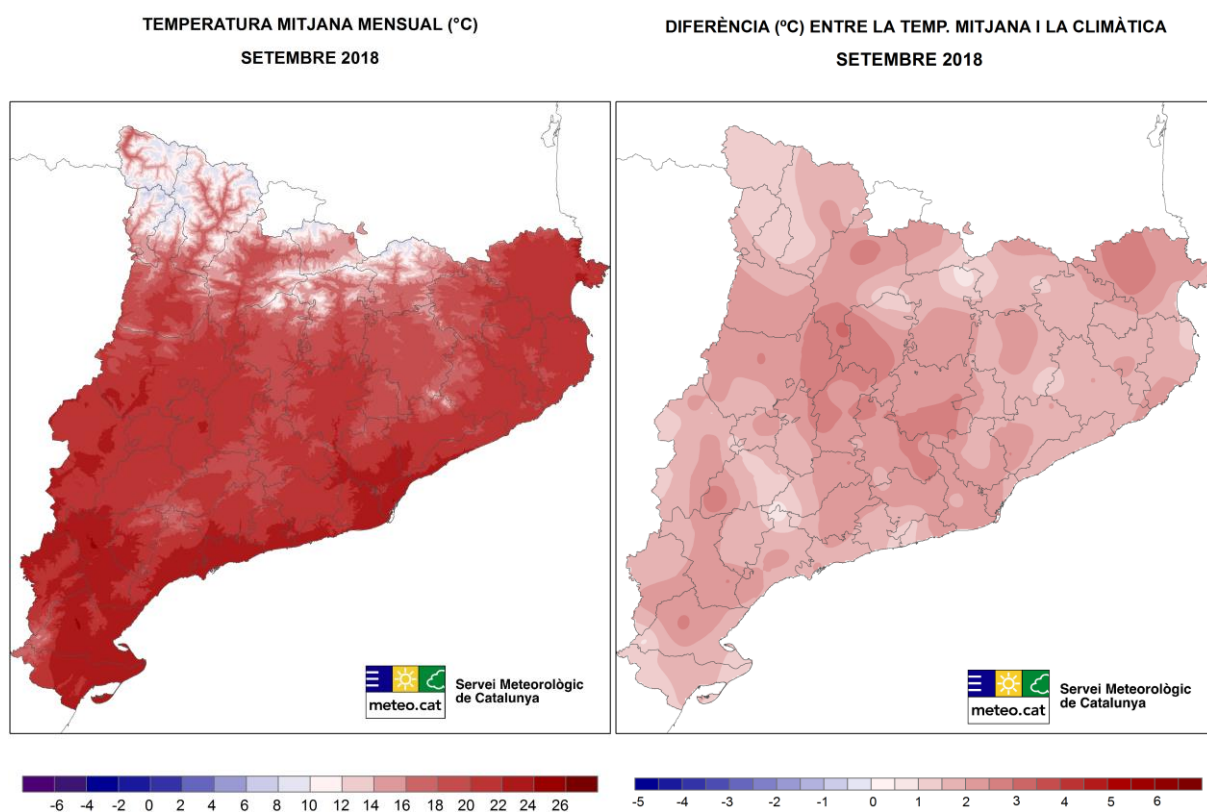 TEMPERATURA MITJANA MENSUAL (°C)
SETEMBRE 2018
DIFERÈNCIA (ºC) ENTRE LA TEMP. MITJANA I LA CLIMÀTICA
SETEMBRE 2018
meteo.cat
Servei Meteorològic
de Catalunya
meteo.cat
Servei Meteorològic
de Catalunya
-6 -4 -2 0 2 4 6 8 10 12 14 16 18 20 22 24 26
-5 -4 -3 -2 -1 0 1 2 3 4 5 6